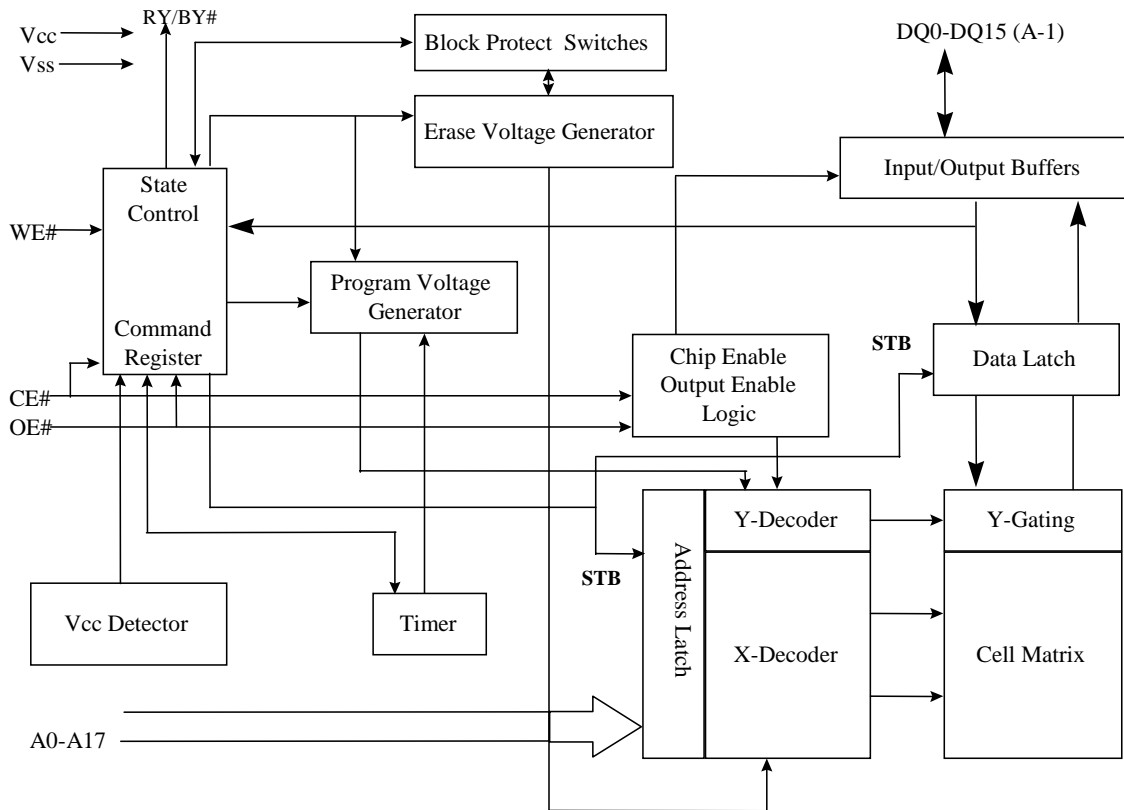 RY/BY#
Vcc
Vss
Block Protect Switches
DQ0-DQ15 (A-1)
Erase Voltage Generator
Input/Output Buffers
State
Control
WE#
Program Voltage
Generator
Command
Register
STB
Data Latch
Chip Enable
Output Enable
Logic
CE#
OE#
Y-Decoder
Y-Gating
Address Latch
STB
Vcc Detector
Timer
X-Decoder
Cell Matrix
A0-A17